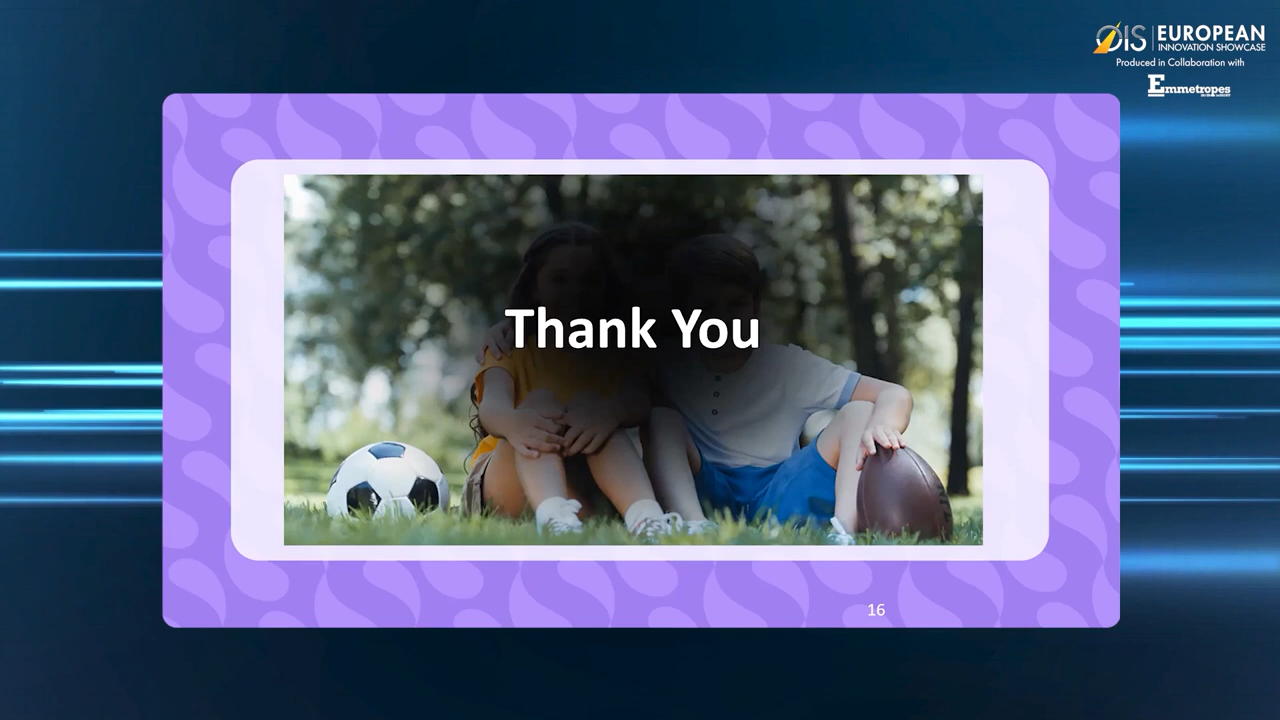 OIS EUROPEAN
INNOVATION SHOWCASE
Produced in Collaboration with
Emmetropes
Thank You
16